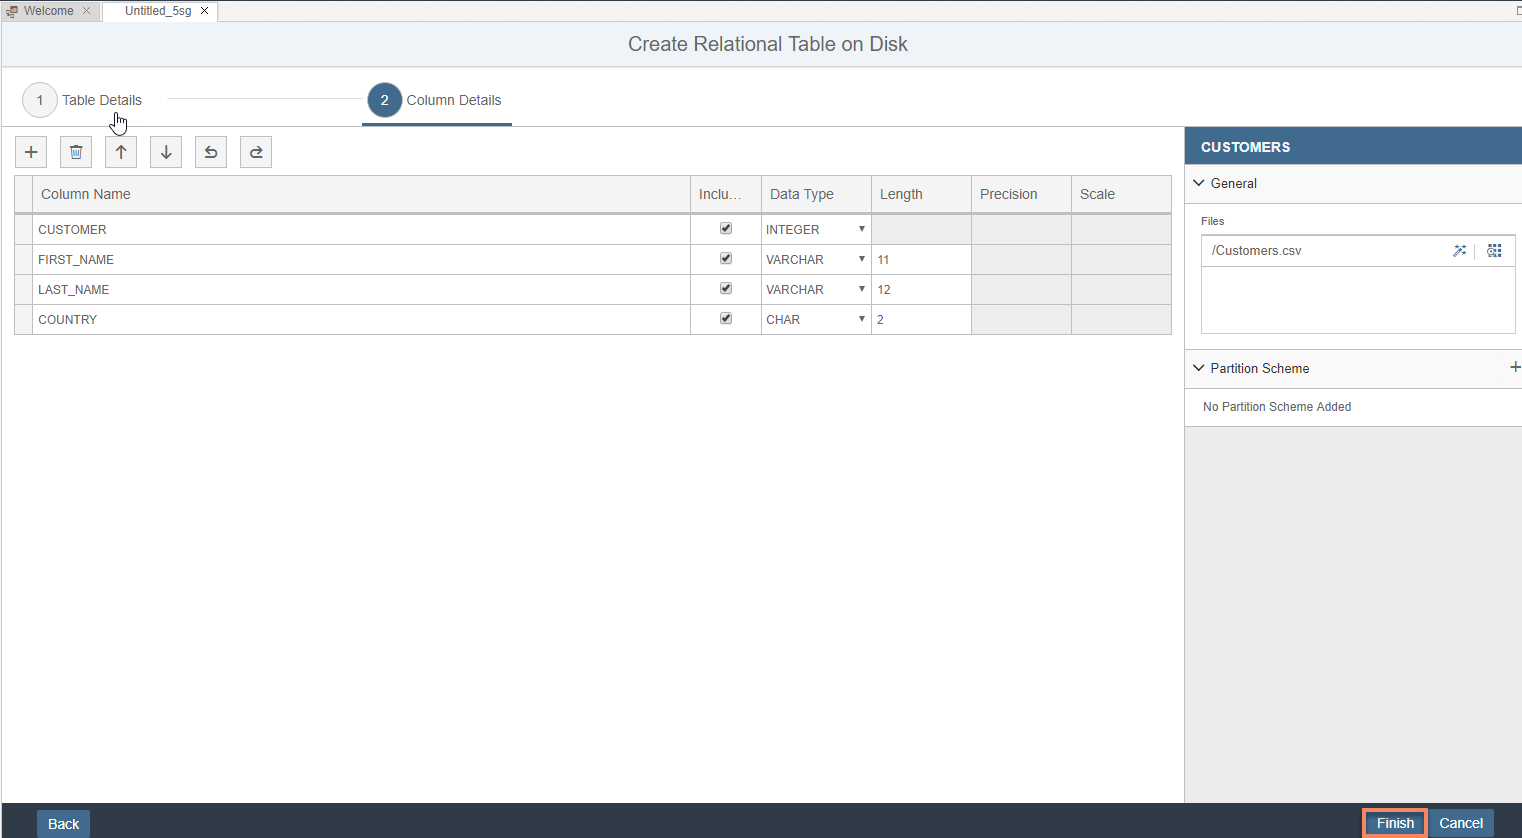 Welcome Untitled_5sg
Create Relational Table on Disk
1 Table Details 2 Column Details
CUSTOMERS
Column Name Inclu... Data Type Length Precision Scale
CUSTOMER INTEGER
FIRST_NAME VARCHAR 11
LAST_NAME VARCHAR 12
COUNTRY CHAR 2
General
Files
/Customers.csv
Partition Scheme
No Partition Scheme Added
Back Finish Cancel